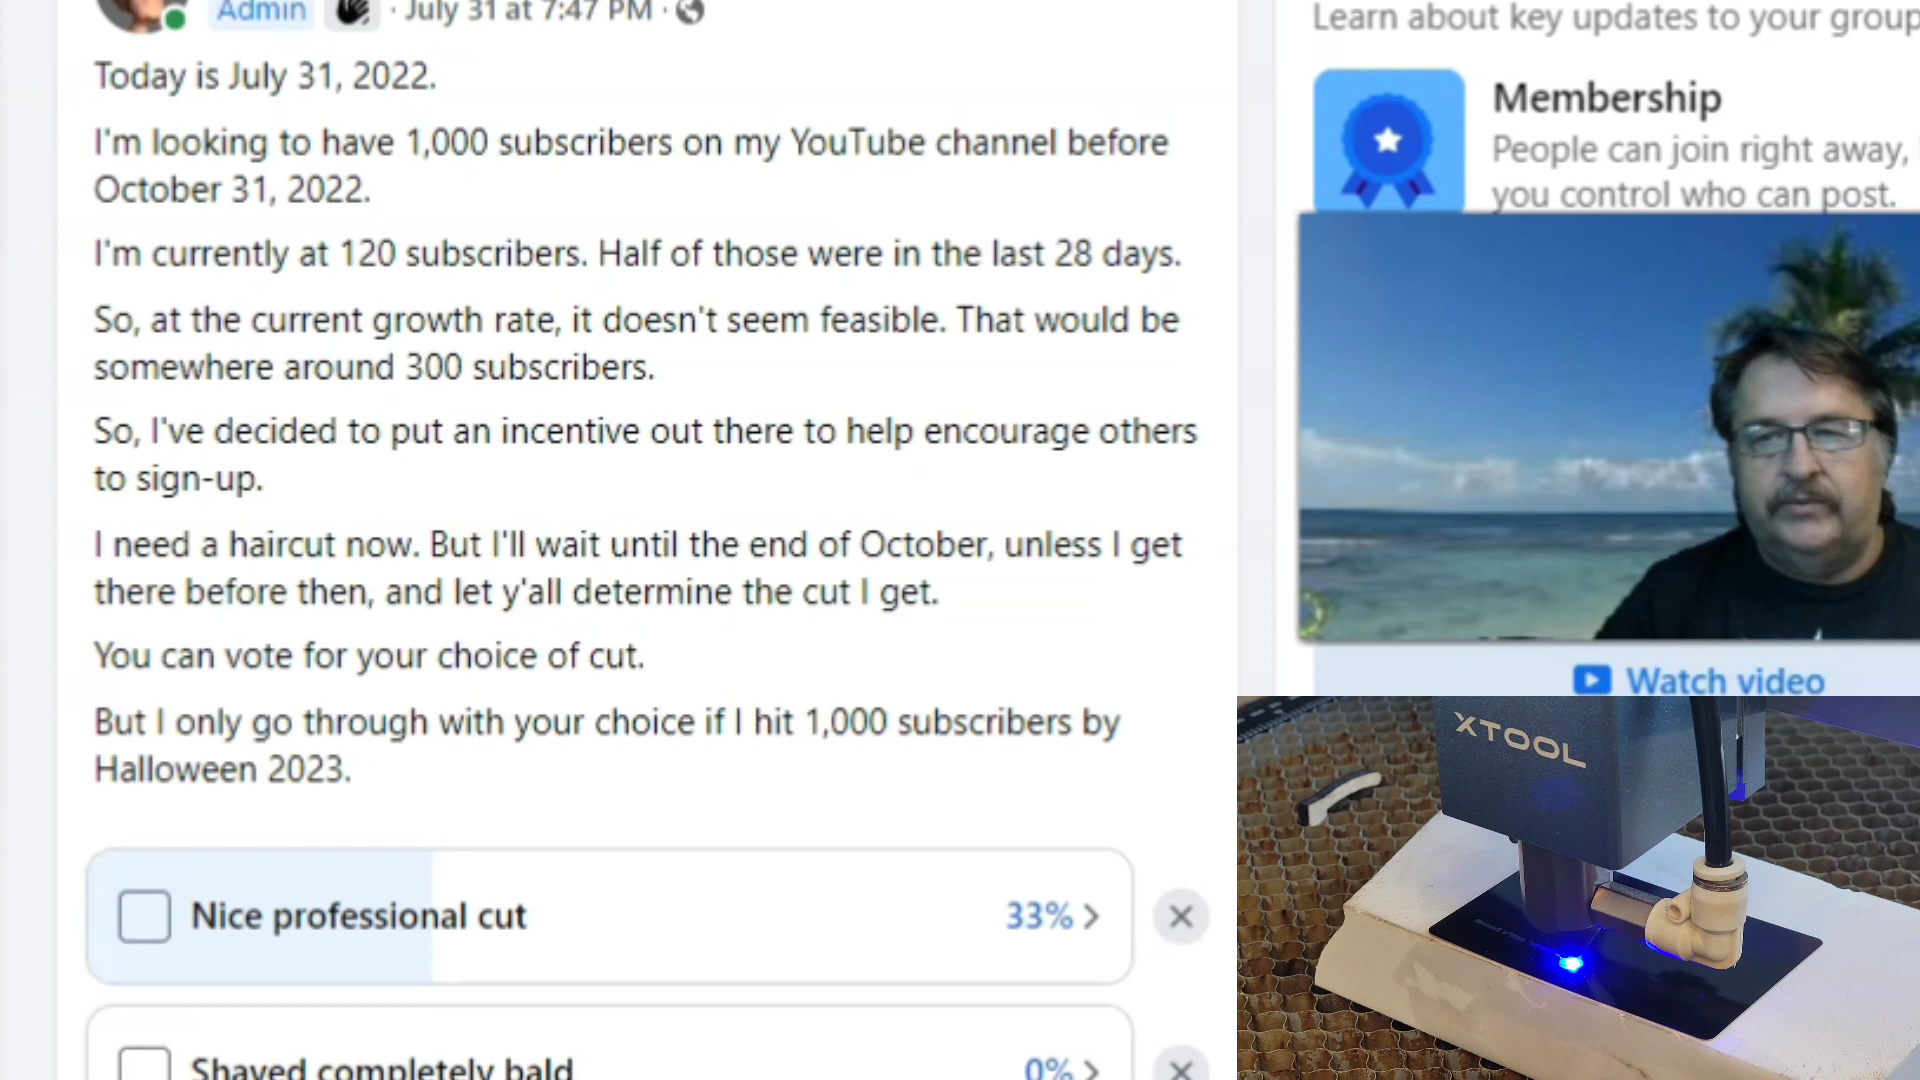 Admin · July 31 at 7:47 PM ·
Learn about key updates to your group
Today is July 31, 2022.
I'm looking to have 1,000 subscribers on my YouTube channel before
October 31, 2022.
I'm currently at 120 subscribers. Half of those were in the last 28 days.
So, at the current growth rate, it doesn't seem feasible. That would be
somewhere around 300 subscribers.
So, I've decided to put an incentive out there to help encourage others
to sign-up.
I need a haircut now. But I'll wait until the end of October, unless I get
there before then, and let y'all determine the cut I get.
You can vote for your choice of cut.
But I only go through with your choice if I hit 1,000 subscribers by
Halloween 2023.
Nice professional cut 33%
Shaved completely bald 0%
Membership
People can join right away,
you control who can post.
Watch video
XTOOL